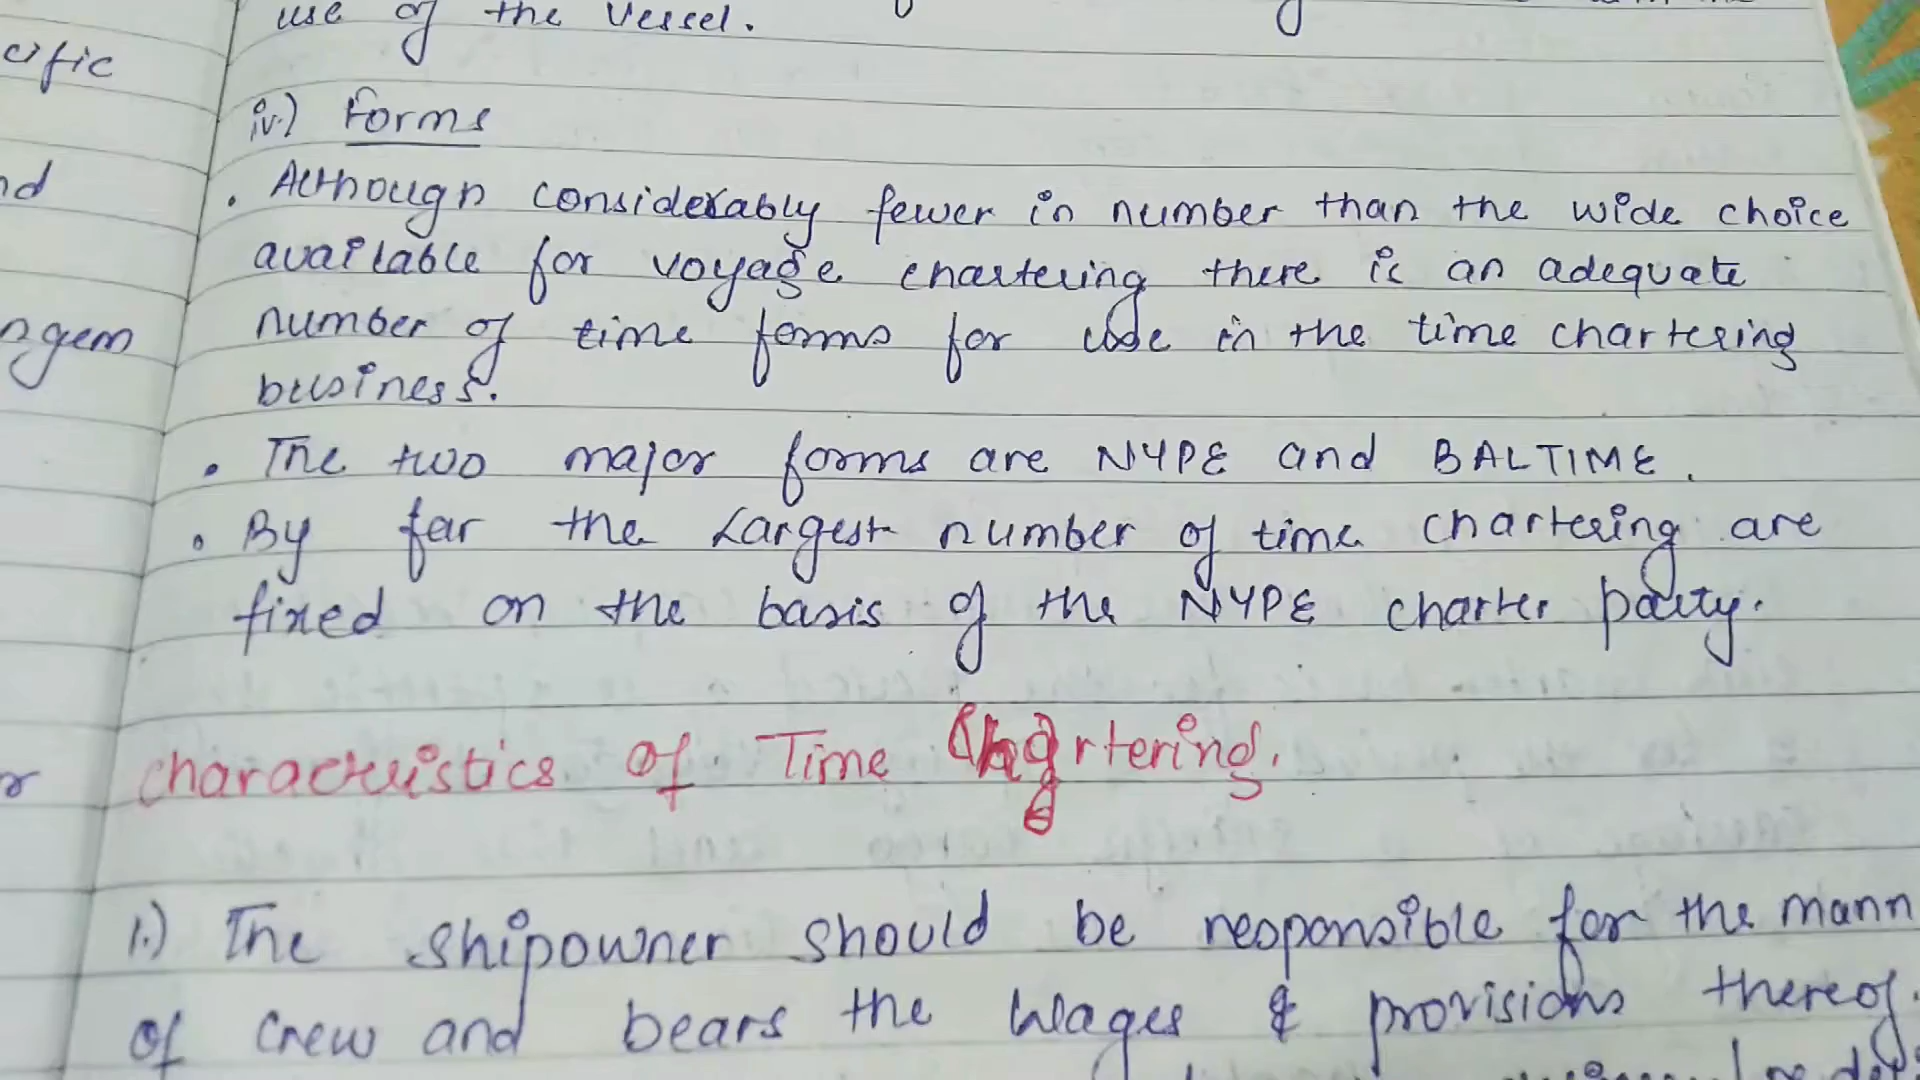 use of the vessel.
cific
iv.) Forms
nd
. Although considerably fewer in number than the wide choice
available for voyage chartering there is an adequate
number of time forms for use in the time chartering
ngem
business.
. The two major forms are NYPE and BALTIME.
. By far the Largest number of time chartering are
fixed on the basis of the NYPE charter party.
characteristics of Time Chartering.
r
1.) The shipowner should be responsible for the mann
of crew and bears the wages & provisions thereof.